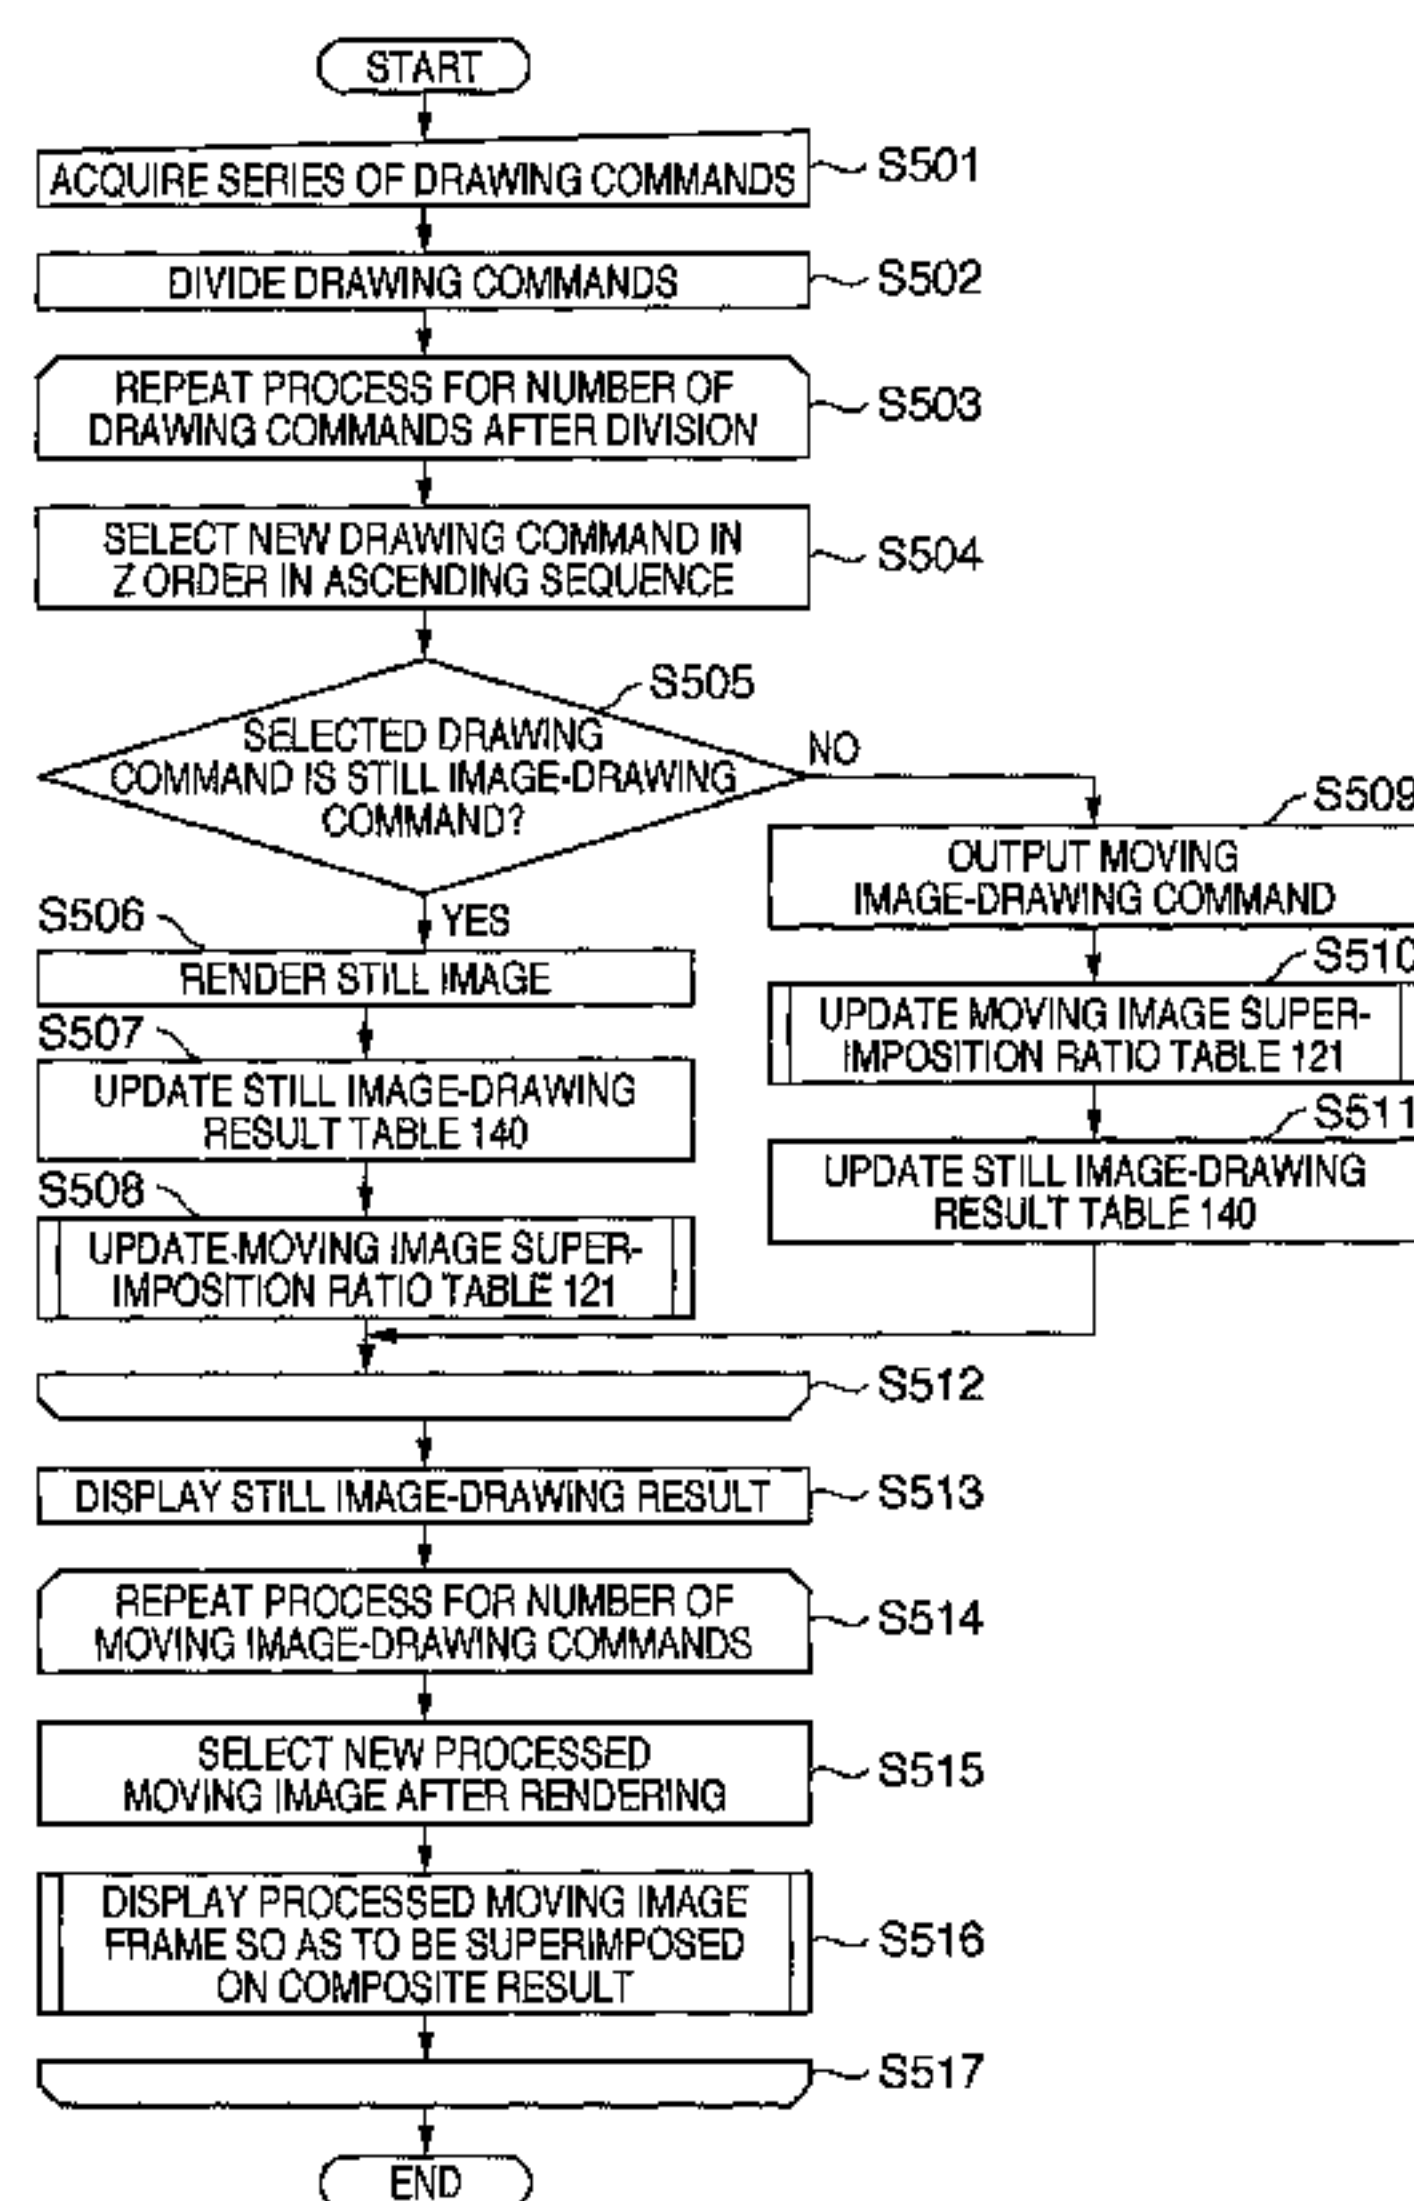 START
ACQUIRE SERIES OF DRAWING COMMANDS
S501
DIVIDE DRAWING COMMANDS
S502
REPEAT PROCESS FOR NUMBER OF
DRAWING COMMANDS AFTER DIVISION
S503
SELECT NEW DRAWING COMMAND IN
Z ORDER IN ASCENDING SEQUENCE
S504
S505
SELECTED DRAWING
COMMAND IS STILL IMAGE-DRAWING
COMMAND?
NO
YES
S506
RENDER STILL IMAGE
S507
UPDATE STILL IMAGE-DRAWING
RESULT TABLE 140
S508
UPDATE MOVING IMAGE SUPER-
IMPOSITION RATIO TABLE 121
S509
OUTPUT MOVING
IMAGE-DRAWING COMMAND
S510
UPDATE MOVING IMAGE SUPER-
IMPOSITION RATIO TABLE 121
S511
UPDATE STILL IMAGE-DRAWING
RESULT TABLE 140
S512
DISPLAY STILL IMAGE-DRAWING RESULT
S513
REPEAT PROCESS FOR NUMBER OF
MOVING IMAGE-DRAWING COMMANDS
S514
SELECT NEW PROCESSED
MOVING IMAGE AFTER RENDERING
S515
DISPLAY PROCESSED MOVING IMAGE
FRAME SO AS TO BE SUPERIMPOSED
ON COMPOSITE RESULT
S516
S517
END